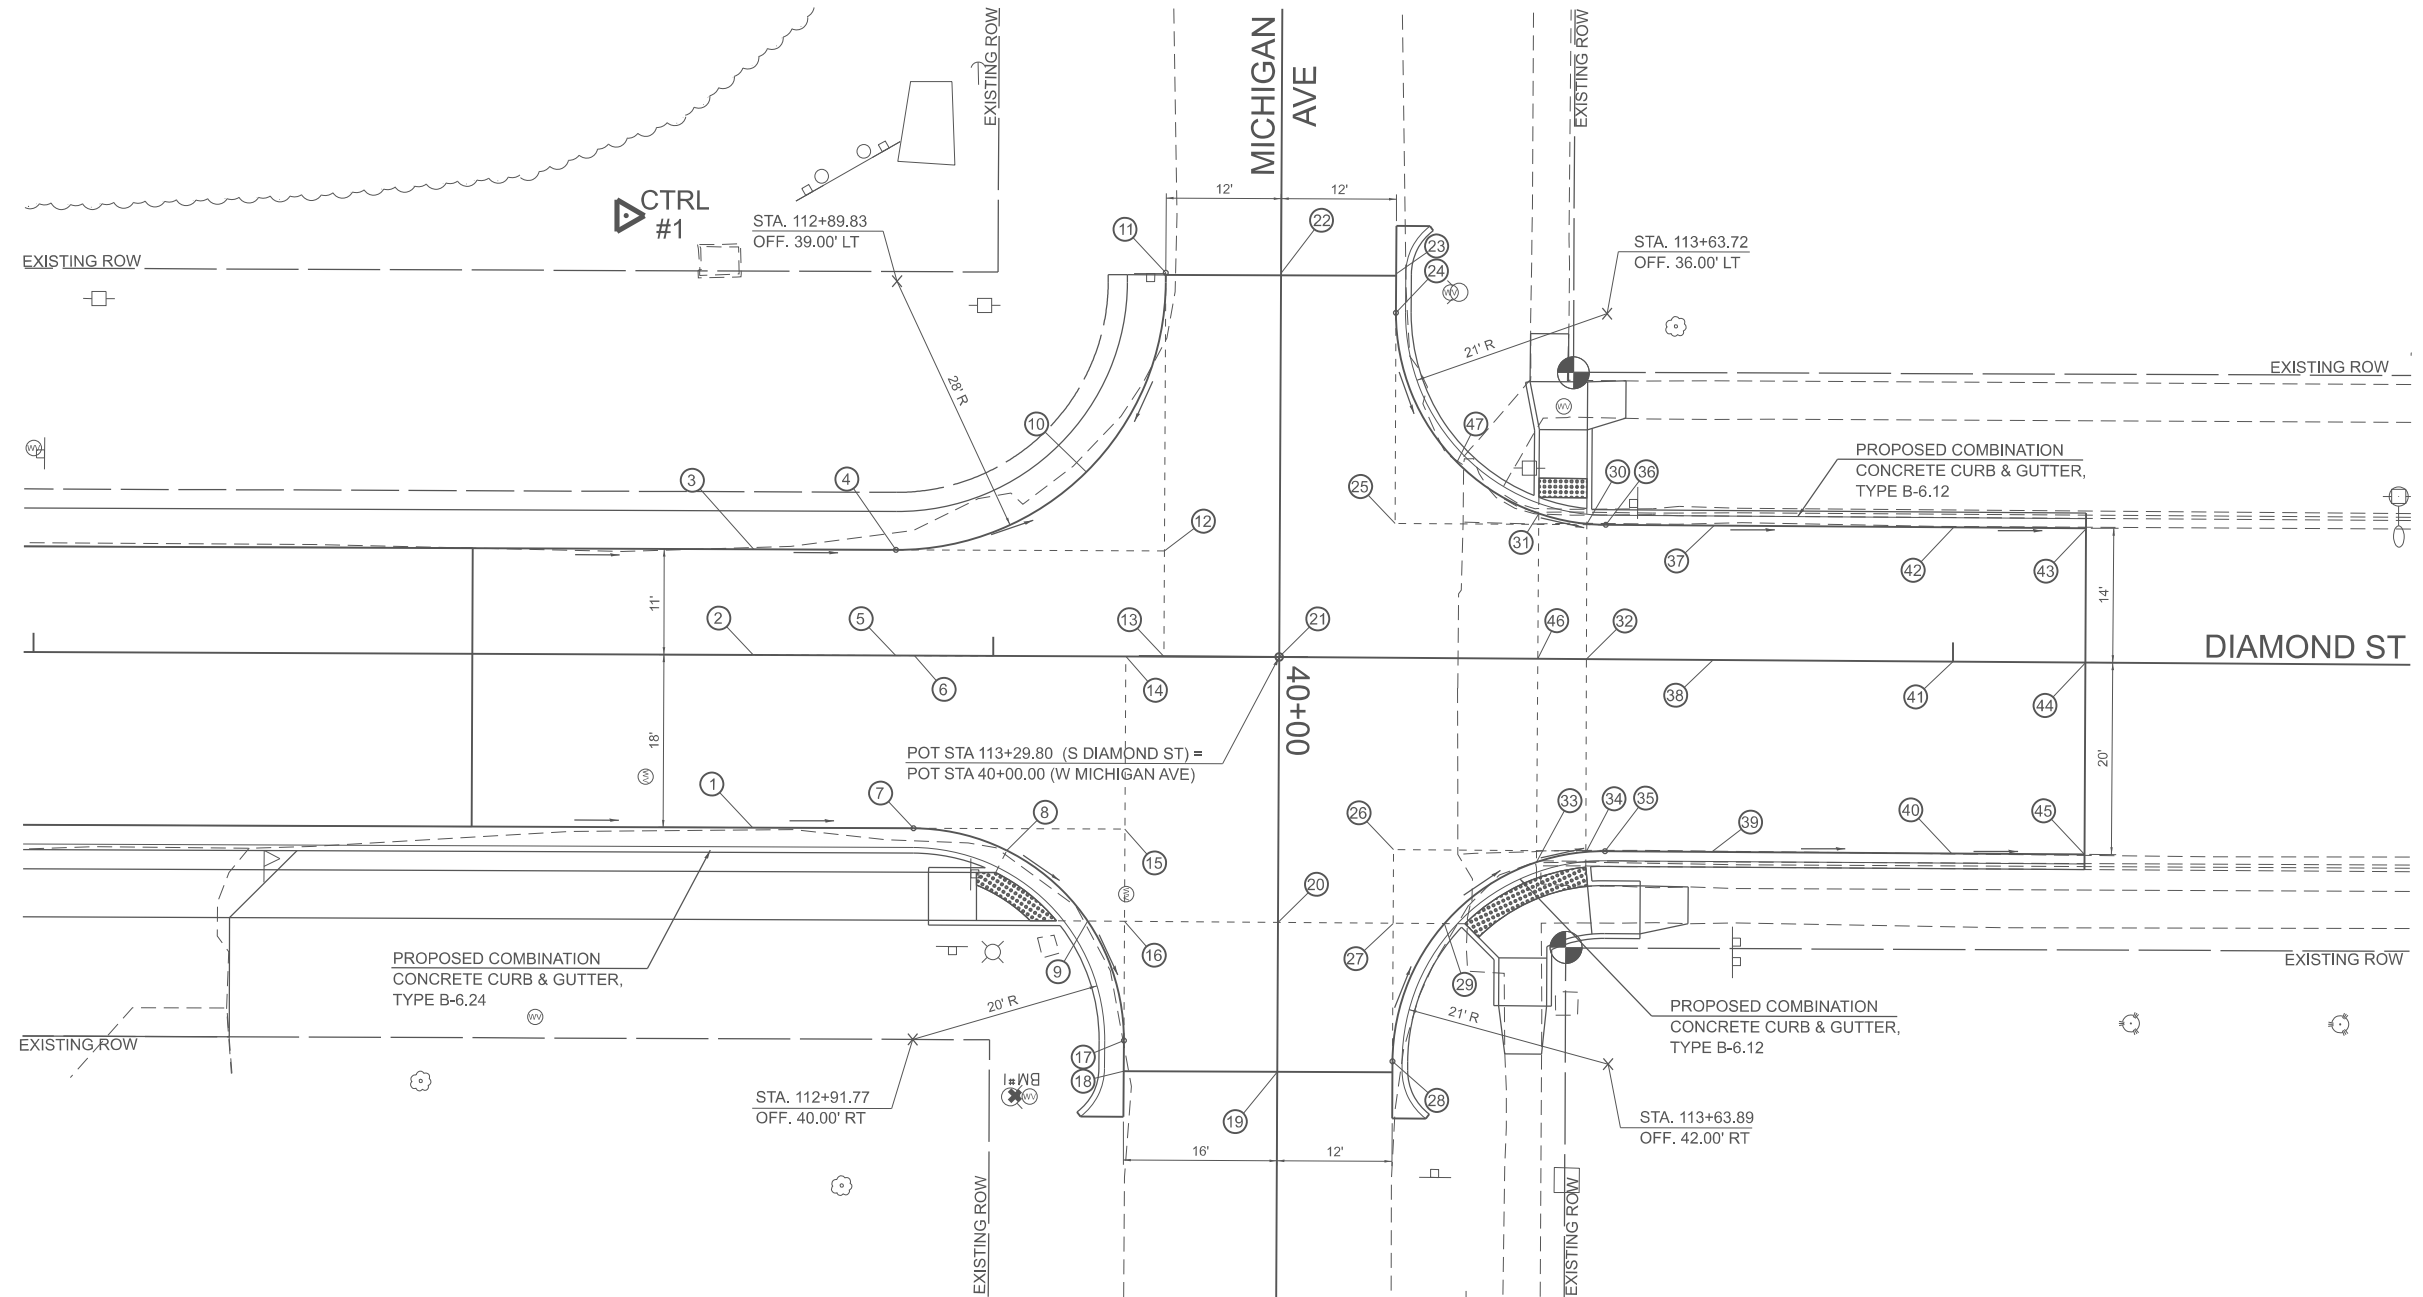 MICHIGAN
AVE
EXISTING ROW
EXISTING ROW
CTRL
#1
STA. 112+89.83
OFF. 39.00' LT
12'
12'
11
22
23
24
STA. 113+63.72
OFF. 36.00' LT
EXISTING ROW
EXISTING ROW
WV
28' R
21' R
WV
10
47
WV
3
4
25
30
36
PROPOSED COMBINATION
CONCRETE CURB & GUTTER,
TYPE B-6.12
12
31
37
42
43
11'
14'
2
5
13
21
46
32
DIAMOND ST
6
14
38
41
44
40+00
18'
20'
POT STA 113+29.80 (S DIAMOND ST) =
POT STA 40+00.00 (W MICHIGAN AVE)
WV
1
7
8
26
33
34
35
39
40
45
15
WV
20
16
27
9
29
PROPOSED COMBINATION
CONCRETE CURB & GUTTER,
TYPE B-6.24
EXISTING ROW
20' R
21' R
PROPOSED COMBINATION
CONCRETE CURB & GUTTER,
TYPE B-6.12
WV
EXISTING ROW
17
18
BM #1
WV
28
19
STA. 112+91.77
OFF. 40.00' RT
STA. 113+63.89
OFF. 42.00' RT
16'
12'
EXISTING ROW
EXISTING ROW